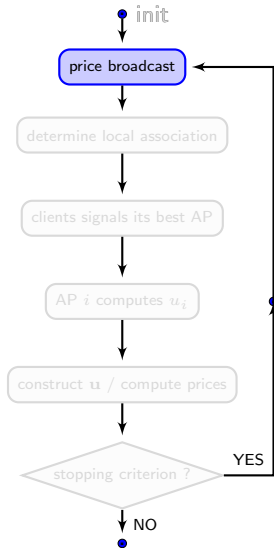 init
price broadcast
determine local association
clients signals its best AP
AP i computes u_i
construct u / compute prices
stopping criterion ?
YES
NO